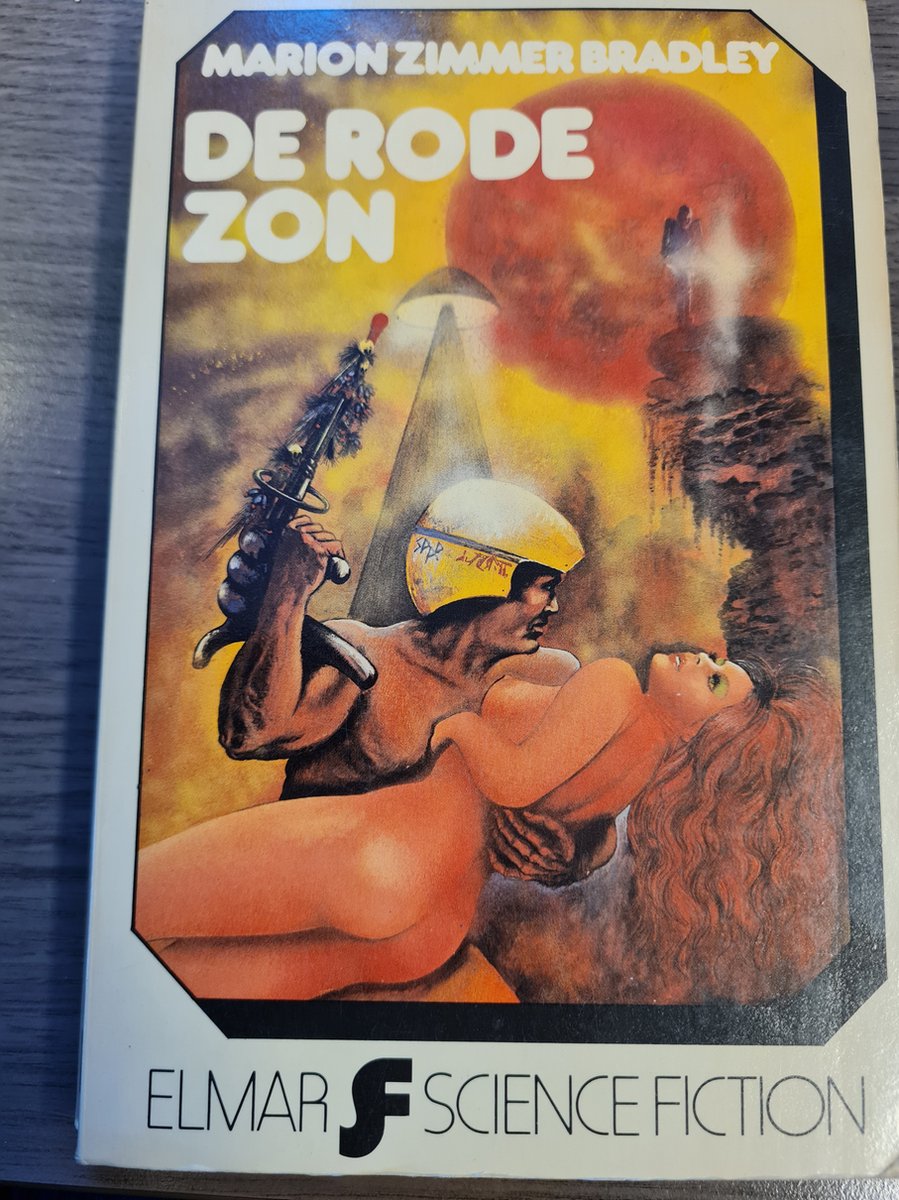 MARION ZIMMER BRADLEY
DE RODE
ZON
ELMAR SF SCIENCE FICTION